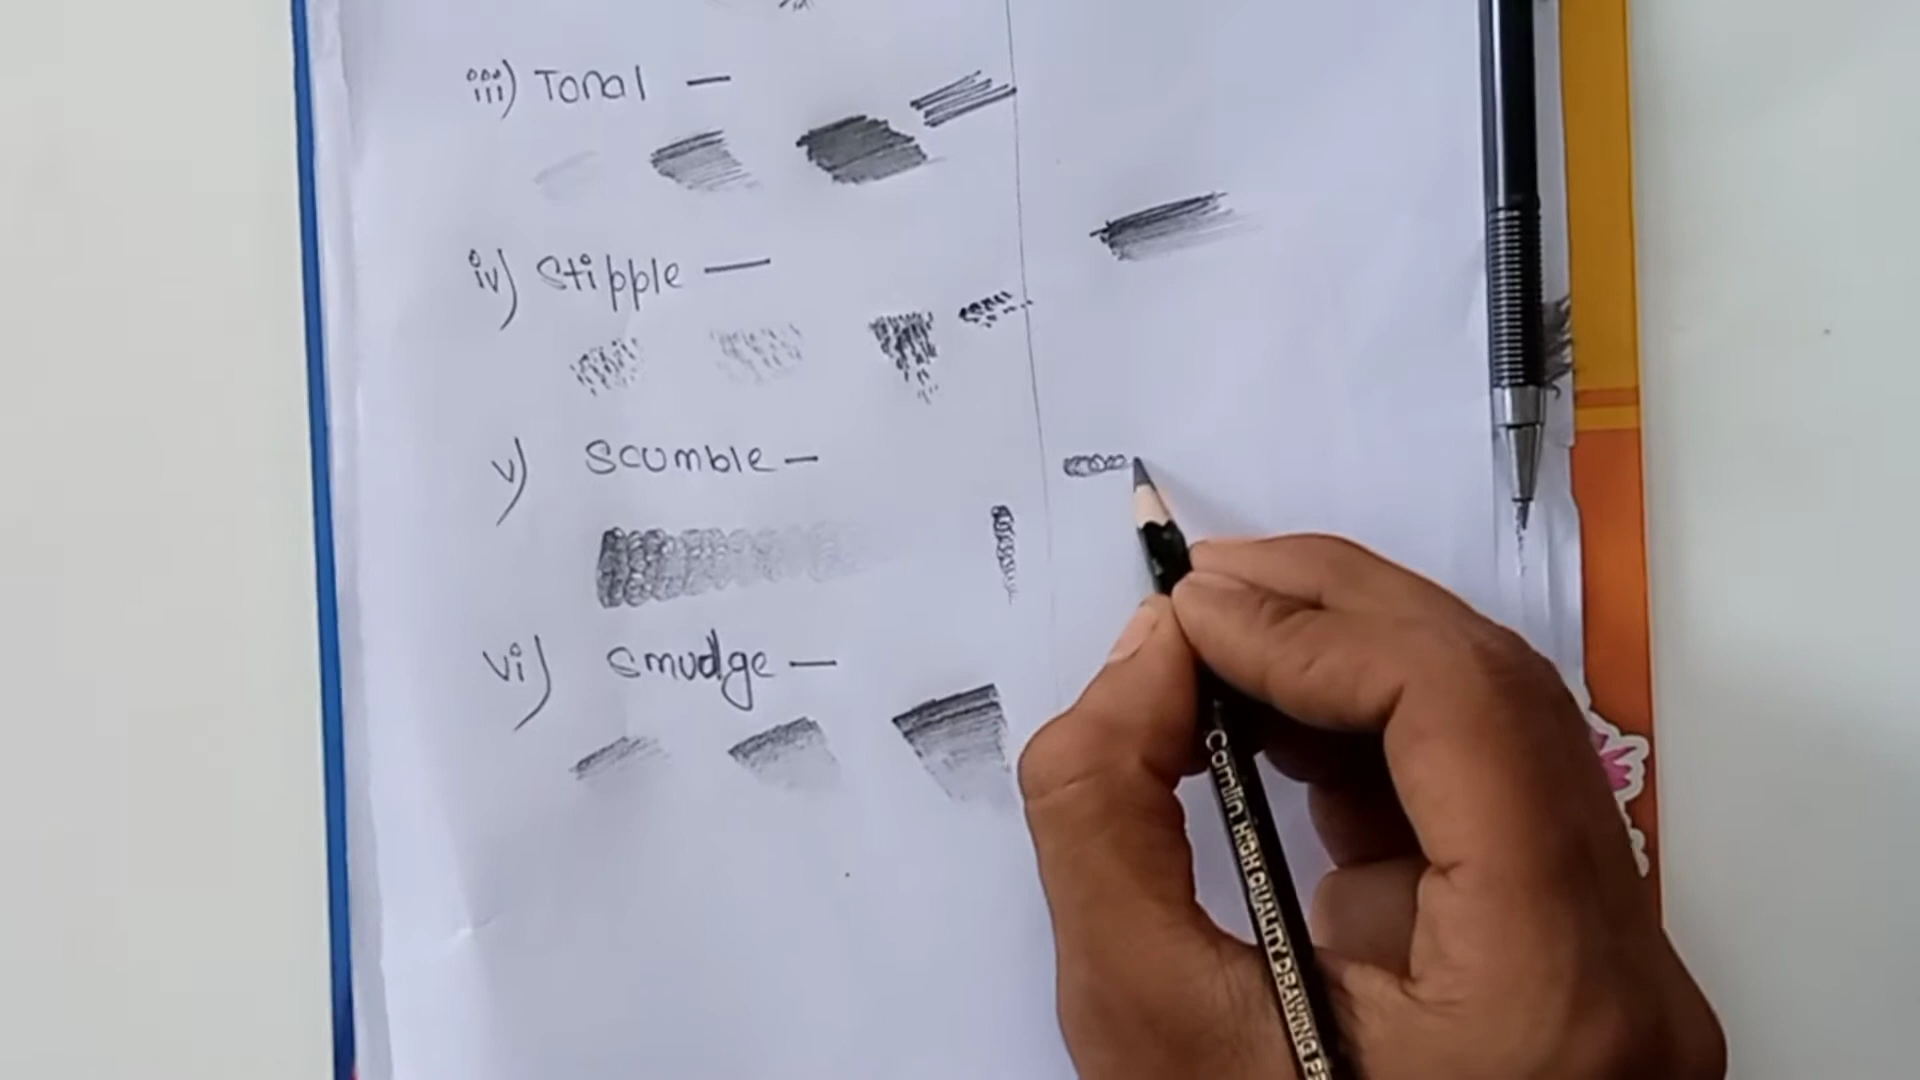 iii) Tonal —
iv) Stipple —
v) Scumble —
vi) Smudge —
Camlin HIGH QUALITY DRAWING